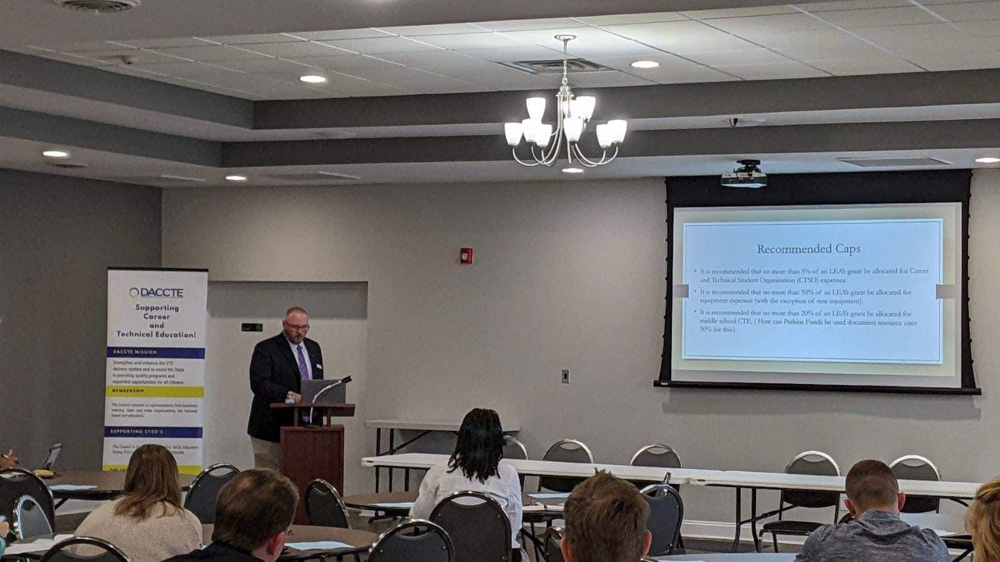 DACCTE
Supporting
Career
and
Technical Education!
DACCTE MISSION
Strengthen and enhance the CTE
delivery system and to assist the State
in providing quality programs and
expanded opportunities for all citizens.
MEMBERSHIP
The Council consists of representatives from business,
industry, labor and trade organizations, the
board and educators.
SUPPORTING CTSO'S
The Council is
Recommended Caps
• It is recommended that no more than 5% of an LEA's grant be allocated for Career
and Technical Student Organization (CTSO) expenses.
• It is recommended that no more than 50% of an LEA's grant be allocated for
equipment expenses (with the exception of new equipment).
• It is recommended that no more than 20% of an LEA's grant be allocated for
middle school CTE, ( How can Perkins Funds be used document resource cites
50% for this.)